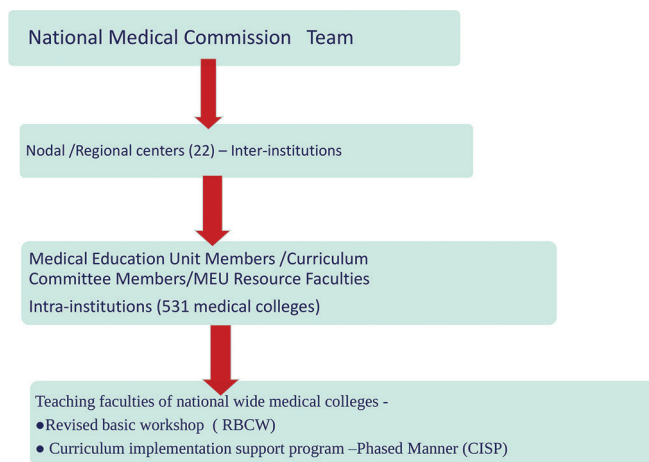 National Medical Commission Team
Nodal /Regional centers (22) – Inter-institutions
Medical Education Unit Members /Curriculum
Committee Members/MEU Resource Faculties
Intra-institutions (531 medical colleges)
Teaching faculties of national wide medical colleges -
●Revised basic workshop ( RBCW)
● Curriculum implementation support program –Phased Manner (CISP)